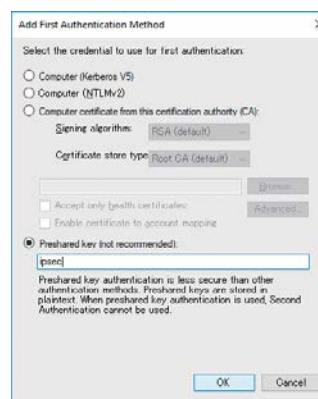 Add First Authentication Method
Select the credential to use for first authentication:
Computer (Kerberos V5)
Computer (NTLMv2)
Computer certificate from this certification authority (CA):
Signing algorithm:
RSA (default)
Certificate store type
Root CA (default)
Browse...
Accept only health certificates
Advanced...
Enable certificate to account mapping
Preshared key (not recommended):
ipsec
Preshared key authentication is less secure than other
authentication methods. Preshared keys are stored in
plaintext. When preshared key authentication is used, Second
Authentication cannot be used.
OK
Cancel